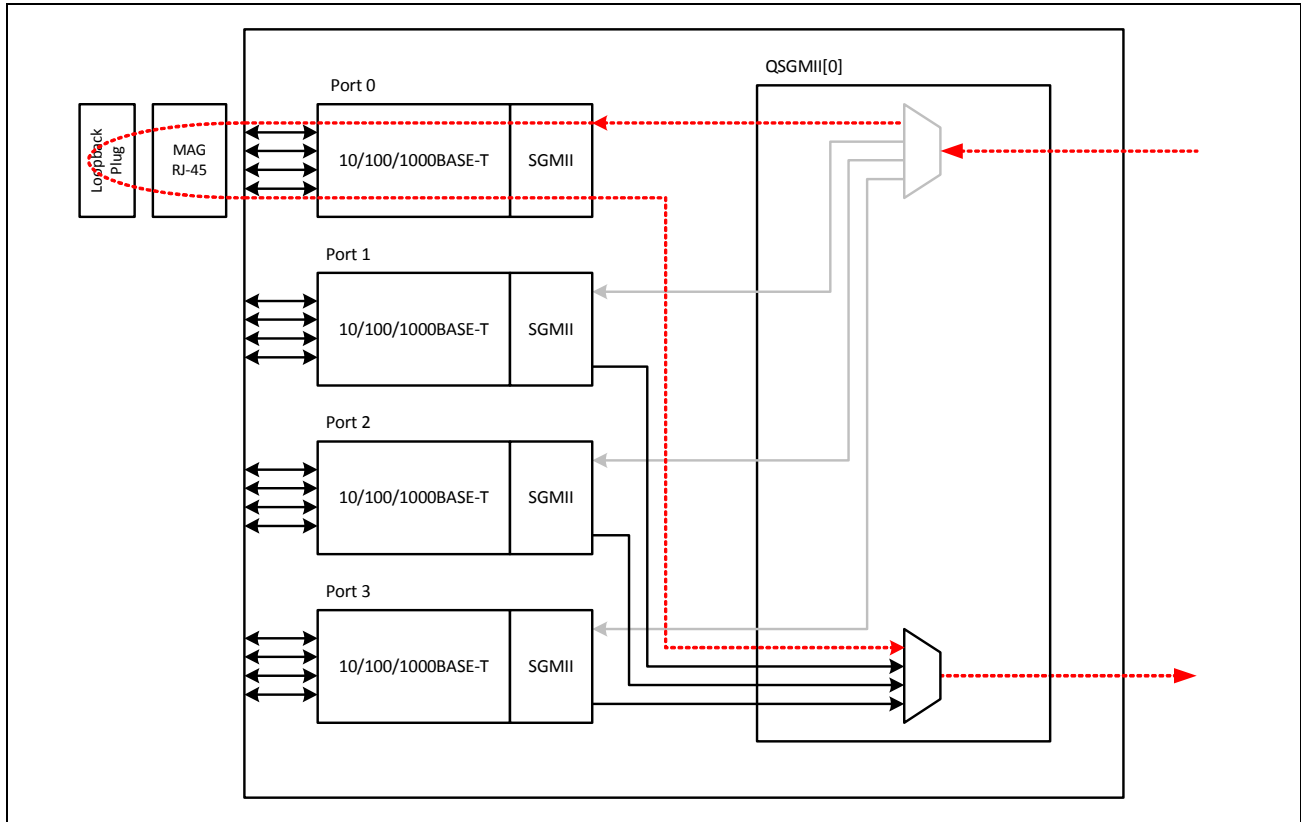 QSGMII[0]
Port 0
Loopback
Plug
MAG
RJ-45
10/100/1000BASE-T
SGMII
Port 1
10/100/1000BASE-T
SGMII
Port 2
10/100/1000BASE-T
SGMII
Port 3
10/100/1000BASE-T
SGMII